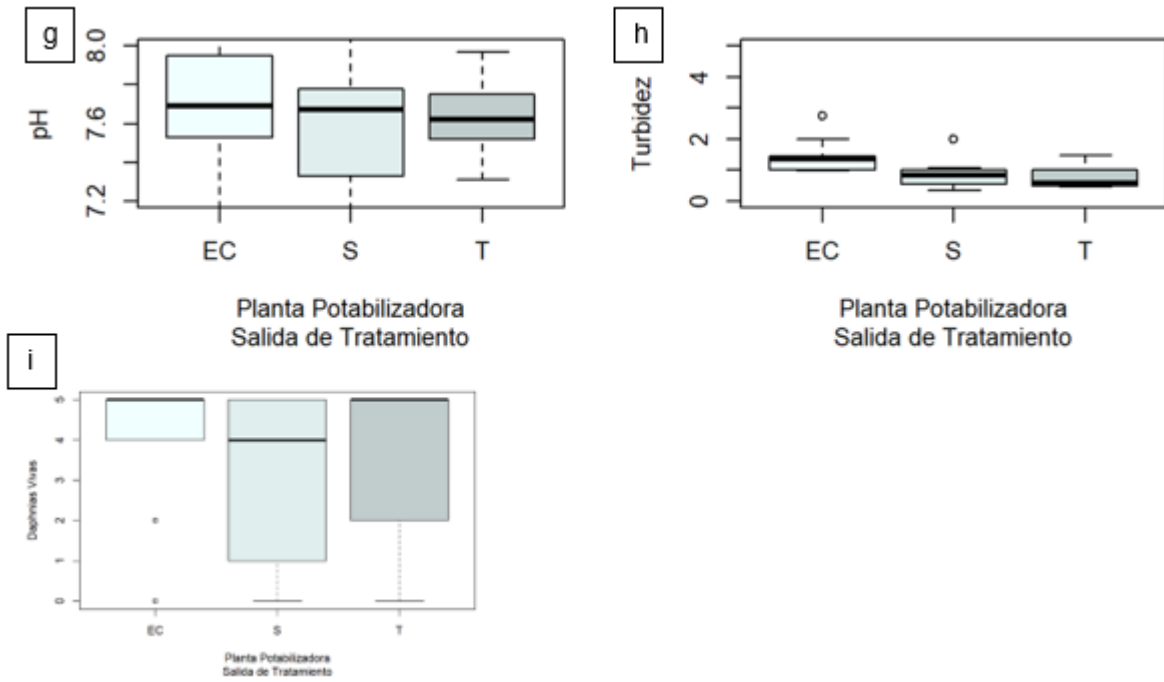 g
pH
8.0
7.6
7.2
EC S T
Planta Potabilizadora
Salida de Tratamiento
h
Turbidez
4
2
0
EC S T
Planta Potabilizadora
Salida de Tratamiento
i
Daphnias Vivas
5
4
3
2
1
0
EC S T
Planta Potabilizadora
Salida de Tratamiento